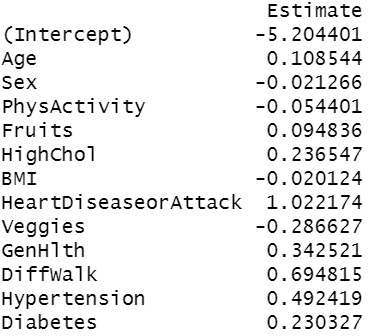 Estimate
(Intercept) -5.204401
Age 0.108544
Sex -0.021266
PhysActivity -0.054401
Fruits 0.094836
HighChol 0.236547
BMI -0.020124
HeartDiseaseorAttack 1.022174
Veggies -0.286627
GenHlth 0.342521
DiffWalk 0.694815
Hypertension 0.492419
Diabetes 0.230327